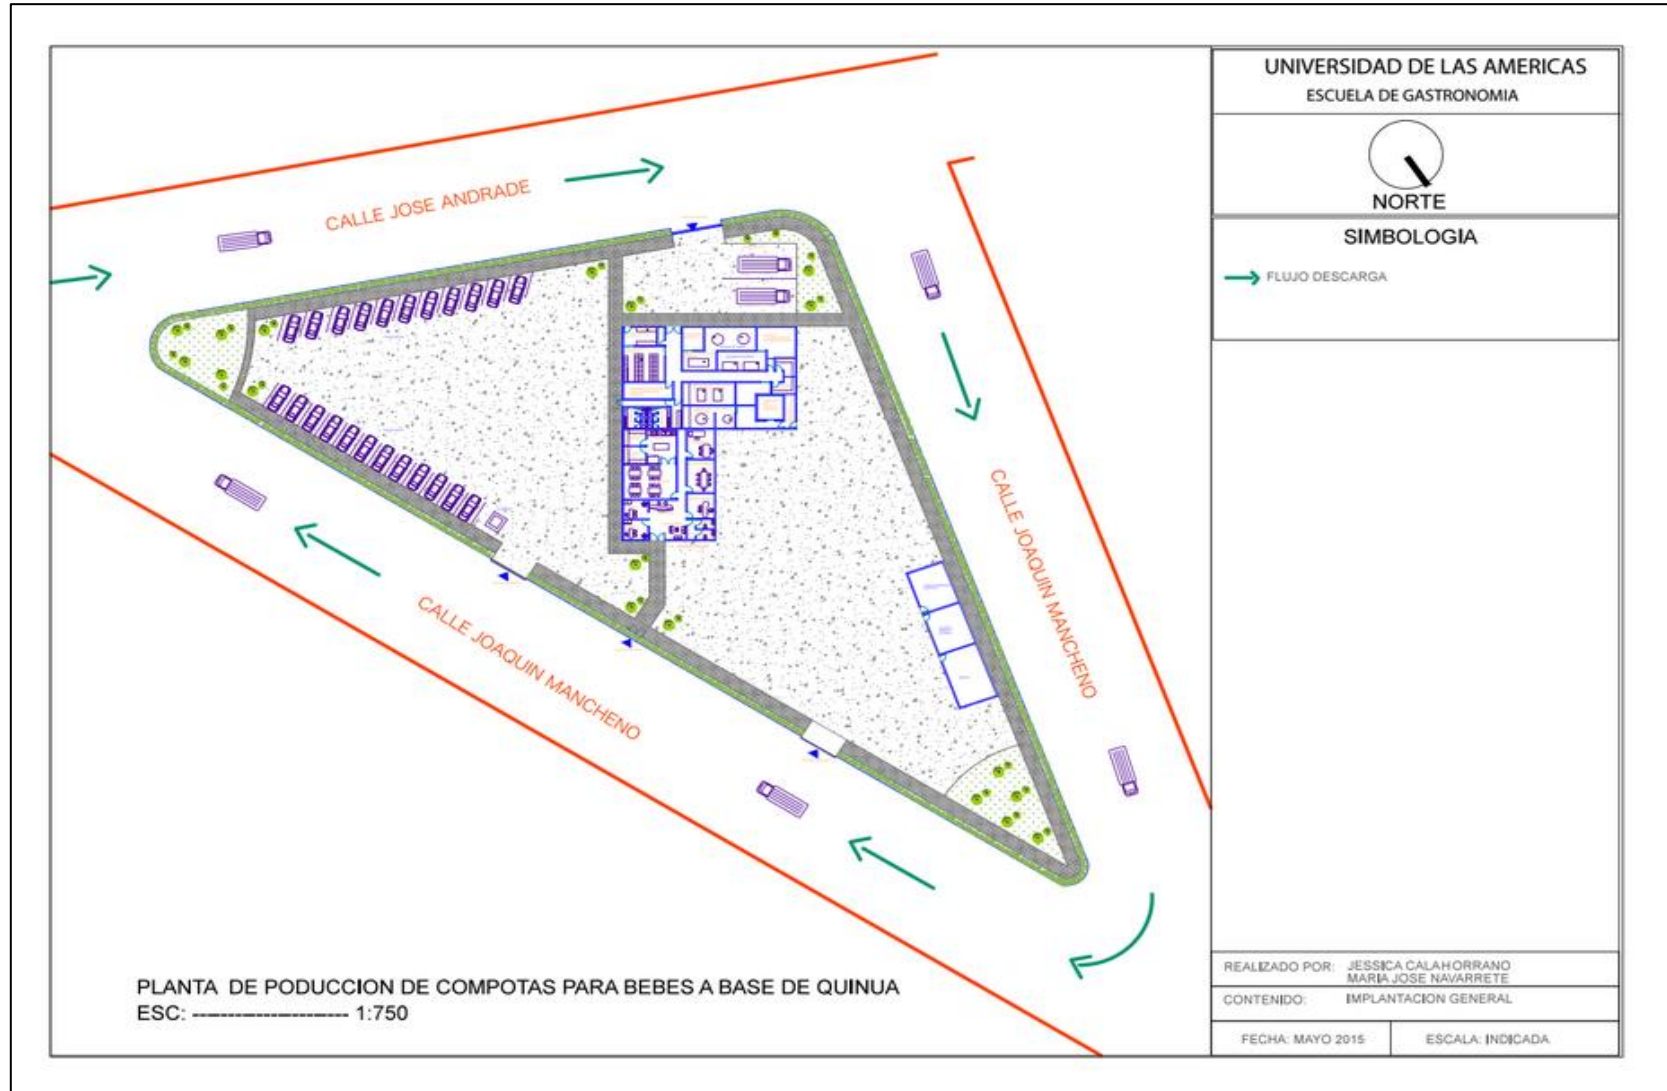 UNIVERSIDAD DE LAS AMERICAS
ESCUELA DE GASTRONOMIA
NORTE
SIMBOLOGIA
FLUJO DESCARGA
CALLE JOSE ANDRADE
CALLE JOAQUIN MANCHENO
CALLE JOAQUIN MANCHENO
PLANTA DE PODUCCION DE COMPOTAS PARA BEBES A BASE DE QUINUA
ESC: ---------------------- 1:750
REALIZADO POR: JESSICA CALAHORRANO
MARIA JOSE NAVARRETE
CONTENIDO: IMPLANTACION GENERAL
FECHA: MAYO 2015
ESCALA: INDICADA